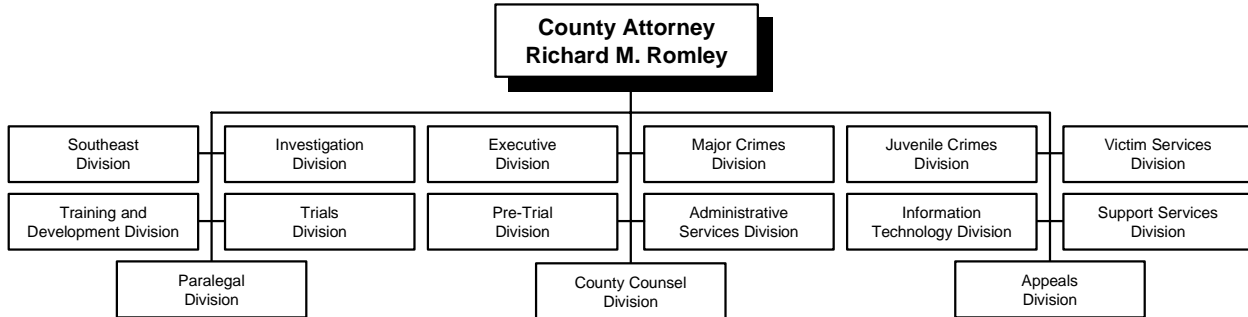 County Attorney
Richard M. Romley
Southeast
Division
Investigation
Division
Executive
Division
Major Crimes
Division
Juvenile Crimes
Division
Victim Services
Division
Training and
Development Division
Trials
Division
Pre-Trial
Division
Administrative
Services Division
Information
Technology Division
Support Services
Division
Paralegal
Division
County Counsel
Division
Appeals
Division